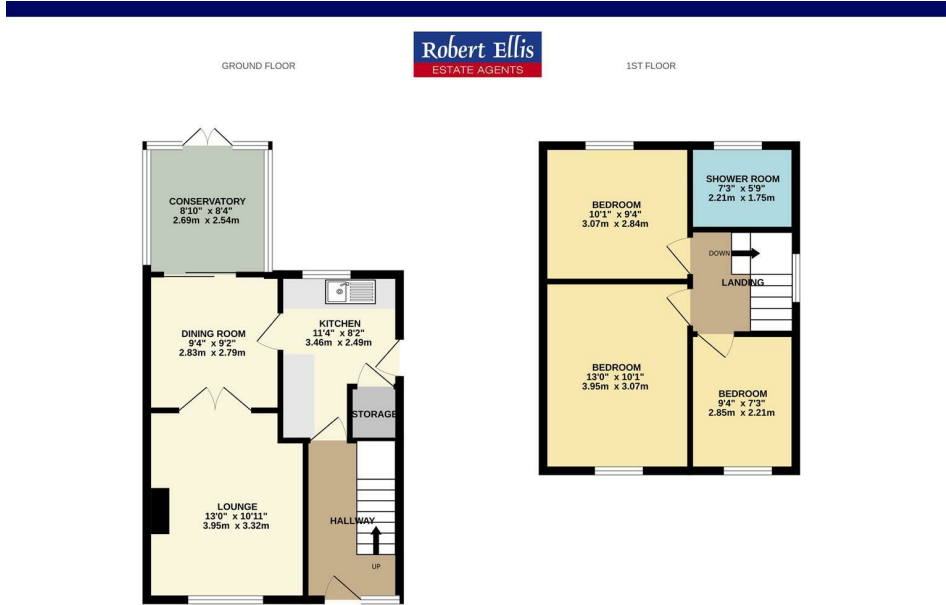 GROUND FLOOR
Robert Ellis
ESTATE AGENTS
1ST FLOOR
CONSERVATORY
8'10" x 8'4"
2.69m x 2.54m
DINING ROOM
9'4" x 9'2"
2.83m x 2.79m
KITCHEN
11'4" x 8'2"
3.46m x 2.49m
STORAGE
LOUNGE
13'0" x 10'11"
3.95m x 3.32m
HALLWAY
UP
BEDROOM
10'1" x 9'4"
3.07m x 2.84m
SHOWER ROOM
7'3" x 5'9"
2.21m x 1.75m
DOWN
LANDING
BEDROOM
13'0" x 10'1"
3.95m x 3.07m
BEDROOM
9'4" x 7'3"
2.85m x 2.21m